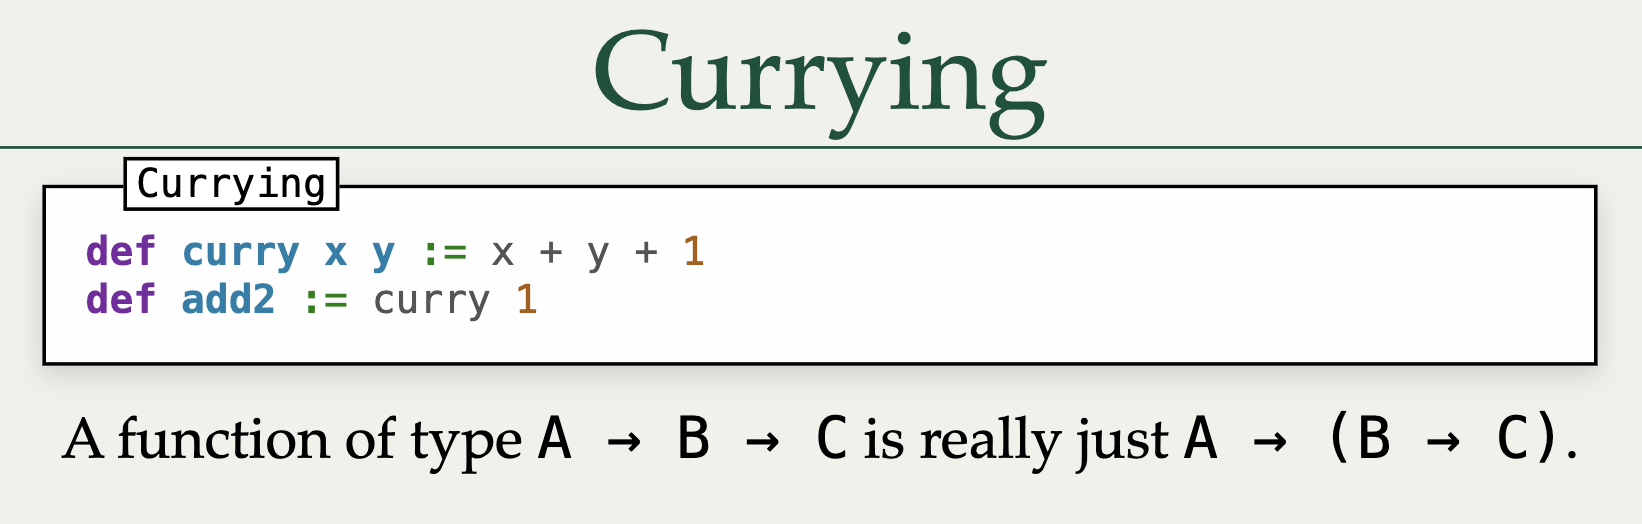 Currying
Currying
def curry x y := x + y + 1
def add2 := curry 1
A function of type A → B → C is really just A → (B → C).